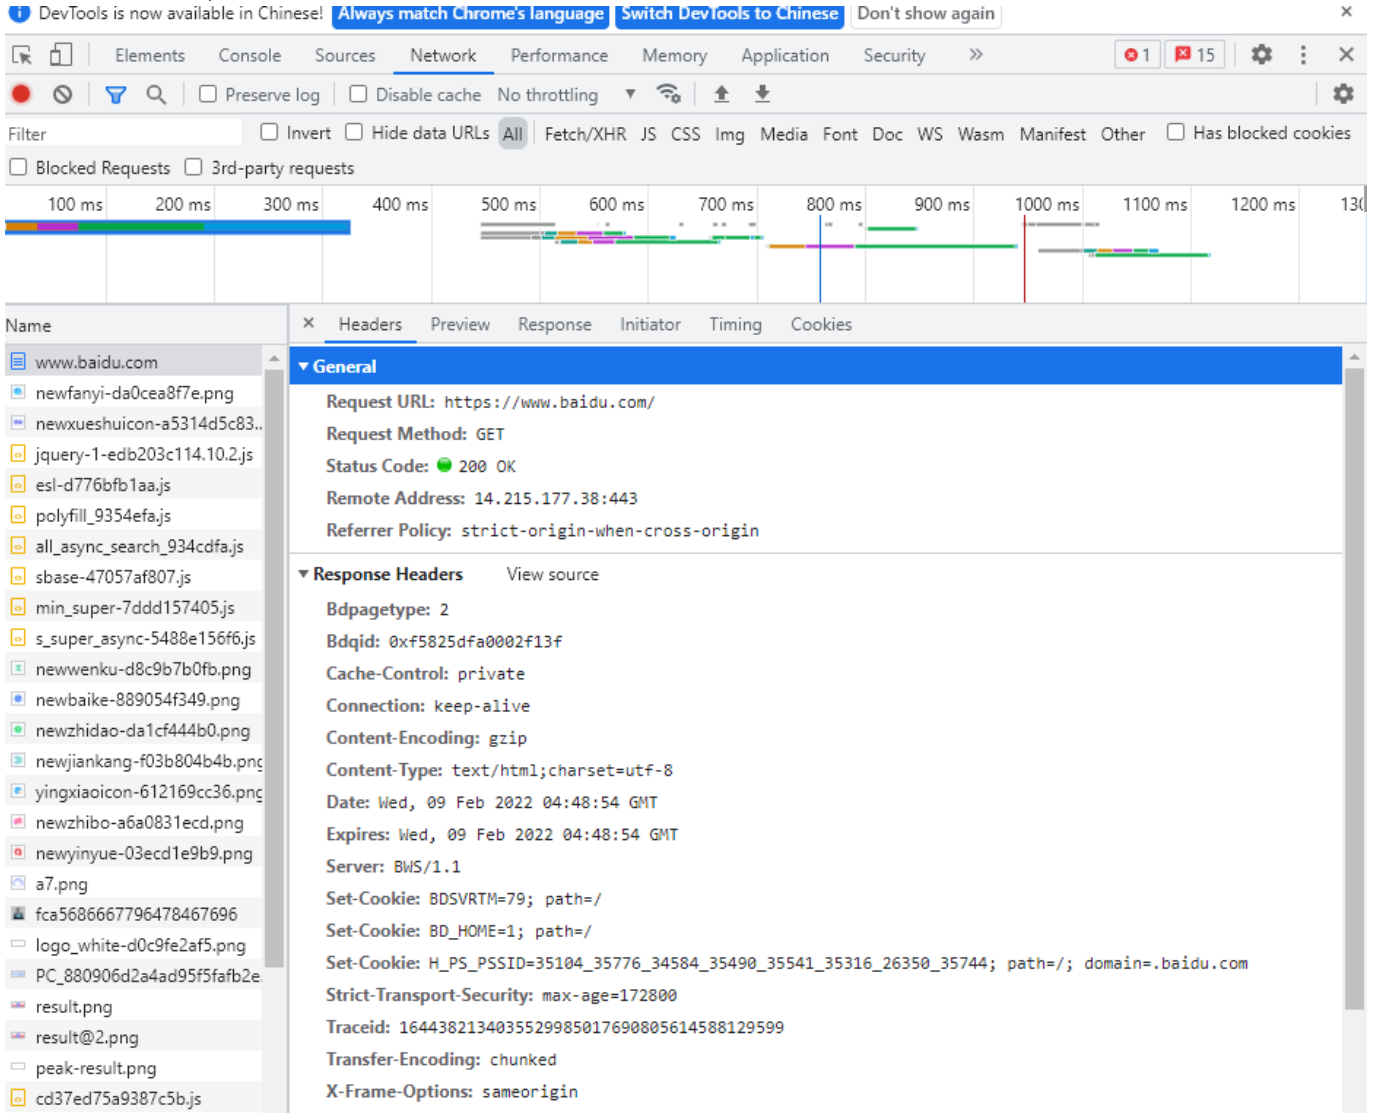 DevTools is now available in Chinese! Always match Chrome's language Switch DevTools to Chinese Don't show again
Elements Console Sources Network Performance Memory Application Security 1 15
Preserve log Disable cache No throttling
Filter Invert Hide data URLs All Fetch/XHR JS CSS Img Media Font Doc WS Wasm Manifest Other Has blocked cookies
Blocked Requests 3rd-party requests
100 ms 200 ms 300 ms 400 ms 500 ms 600 ms 700 ms 800 ms 900 ms 1000 ms 1100 ms 1200 ms
Name
www.baidu.com
newfanyi-da0cea8f7e.png
newxueshuicon-a5314d5c83..
jquery-1-edb203c114.10.2.js
esl-d776bfb1aa.js
polyfill_9354efa.js
all_async_search_934cdfa.js
sbase-47057af807.js
min_super-7ddd157405.js
s_super_async-5488e156f6.js
newwenku-d8c9b7b0fb.png
newbaike-889054f349.png
newzhidao-da1cf444b0.png
newjiankang-f03b804b4b.png
yingxiaoicon-612169cc36.png
newzhibo-a6a0831ecd.png
newyinyue-03ecd1e9b9.png
a7.png
fca5686667796478467696
logo_white-d0c9fe2af5.png
PC_880906d2a4ad95f5fafb2e
result.png
result@2.png
peak-result.png
cd37ed75a9387c5b.js
Headers Preview Response Initiator Timing Cookies
General
Request URL: https://www.baidu.com/
Request Method: GET
Status Code: 200 OK
Remote Address: 14.215.177.38:443
Referrer Policy: strict-origin-when-cross-origin
Response Headers View source
Bdpagetype: 2
Bdqid: 0xf5825dfa0002f13f
Cache-Control: private
Connection: keep-alive
Content-Encoding: gzip
Content-Type: text/html;charset=utf-8
Date: Wed, 09 Feb 2022 04:48:54 GMT
Expires: Wed, 09 Feb 2022 04:48:54 GMT
Server: BWS/1.1
Set-Cookie: BDSVRTM=79; path=/
Set-Cookie: BD_HOME=1; path=/
Set-Cookie: H_PS_PSSID=35104_35776_34584_35490_35541_35316_26350_35744; path=/; domain=.baidu.com
Strict-Transport-Security: max-age=172800
Traceid: 1644382134035529985017690805614588129599
Transfer-Encoding: chunked
X-Frame-Options: sameorigin